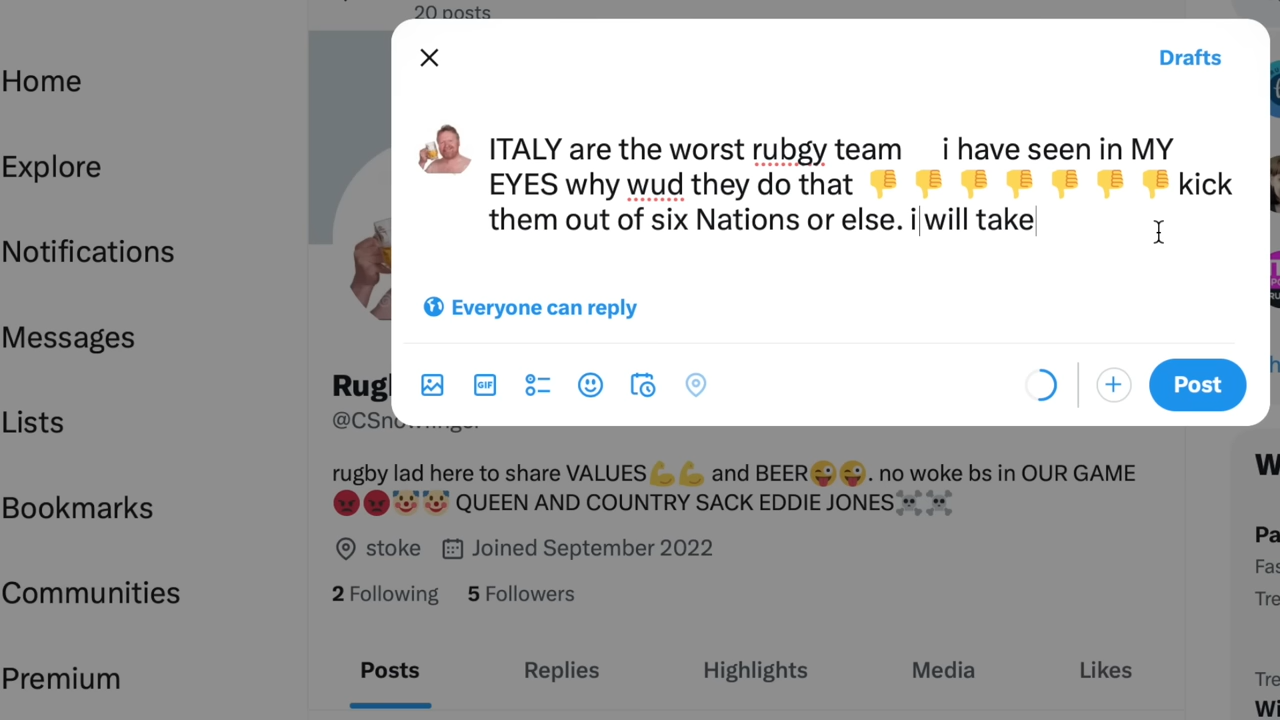 20 posts
Home
Explore
Notifications
Messages
Lists
Bookmarks
Communities
Premium
Drafts
ITALY are the worst rubgy team i have seen in MY
EYES why wud they do that 👎 👎 👎 👎 👎 👎 👎 kick
them out of six Nations or else. i will take
Everyone can reply
GIF
Post
rugby lad here to share VALUES💪💪 and BEER😜😜. no woke bs in OUR GAME
😡😡🤡🤡 QUEEN AND COUNTRY SACK EDDIE JONES☠️☠️
stoke Joined September 2022
2 Following 5 Followers
Posts Replies Highlights Media Likes